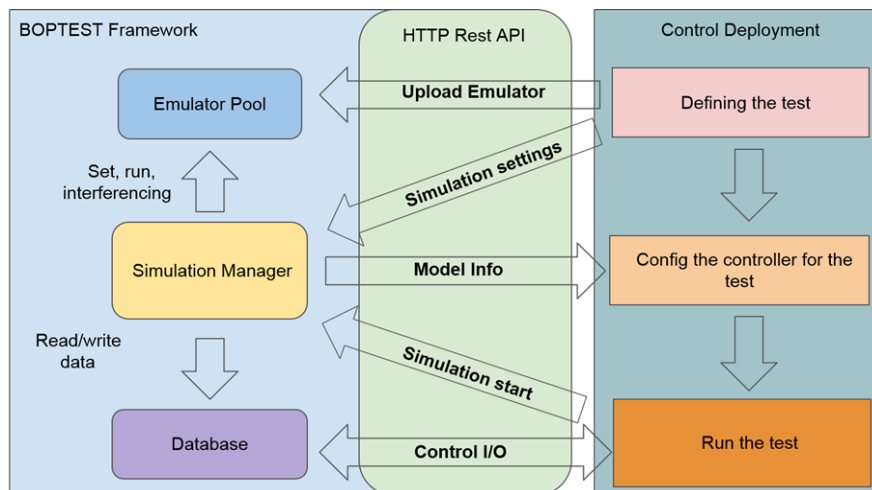 BOPTEST Framework
HTTP Rest API
Control Deployment
Emulator Pool
Upload Emulator
Defining the test
Set, run,
interferencing
Simulation settings
Simulation Manager
Model Info
Config the controller for the
test
Read/write
data
Simulation start
Database
Control I/O
Run the test